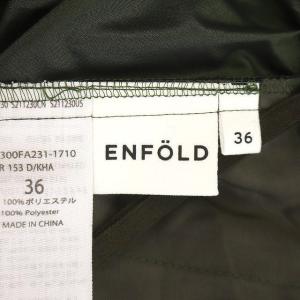 30 S211230CN S211230US
300FA231-1710
R 153 D/KHA
36
100%ポリエステル
100% Polyester
MADE IN CHINA
ENFÖLD
36